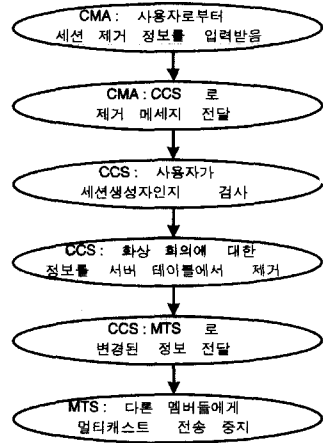 CMA : 사용자로부터
세션 제거 정보를 입력받음
CMA : CCS 로
제거 메세지 전달
CCS : 사용자가
세션생성자인지 검사
CCS : 화상 회의에 대한
정보를 서버 테이블에서 제거
CCS : MTS 로
변경된 정보 전달
MTS : 다른 멤버들에게
멀티캐스트 전송 중지